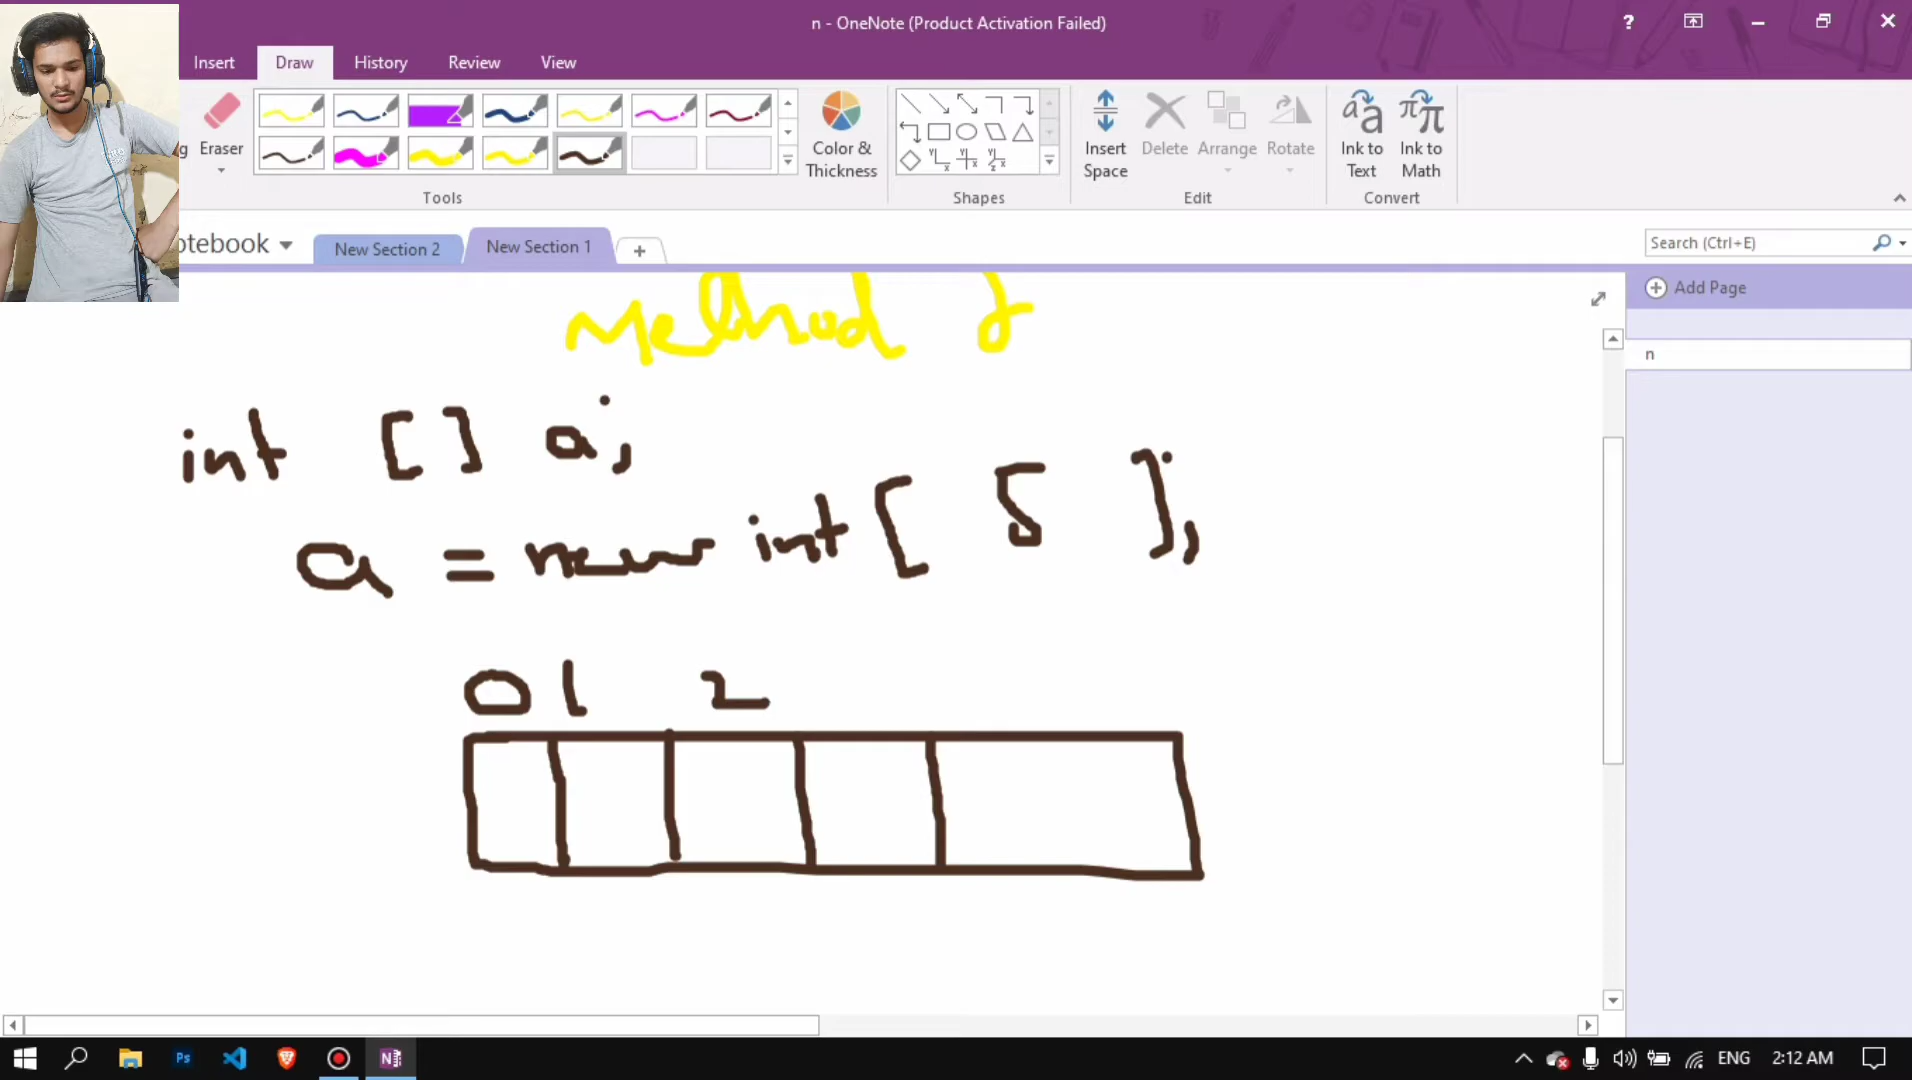 n - OneNote (Product Activation Failed)
?
Insert Draw History Review View
Eraser
Color & Thickness
Insert Space
Delete Arrange Rotate
Ink to Text
Ink to Math
Tools
Shapes
Edit
Convert
otebook New Section 2 New Section 1 +
Search (Ctrl+E)
Add Page
n
Method 2
int [] a;
a = new int[ 5 ];
0 1 2
Ps
N
ENG 2:12 AM